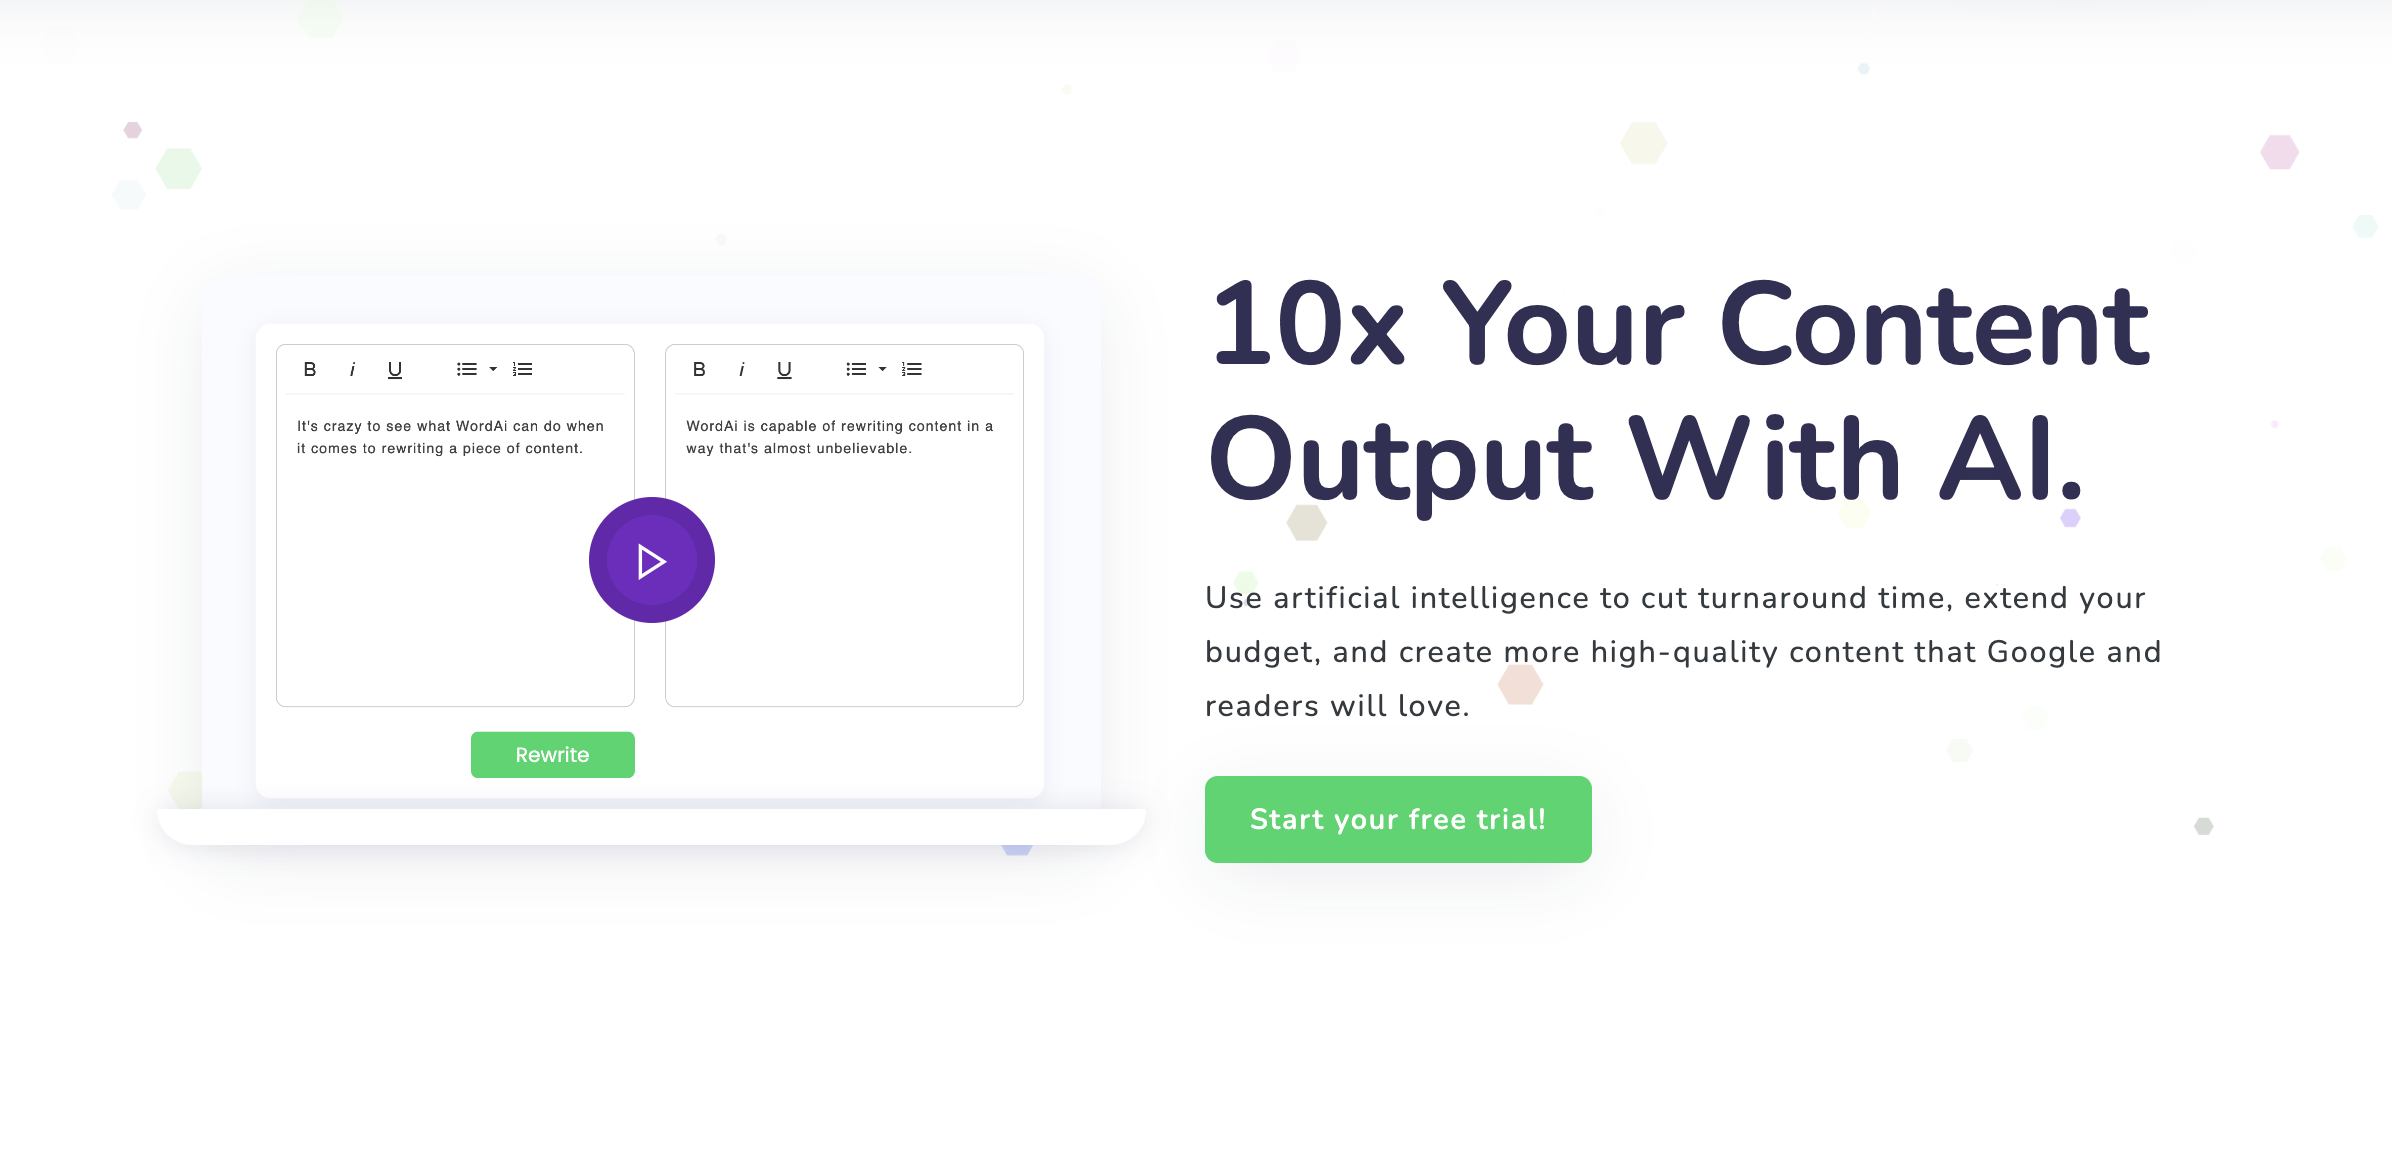 B i U
It's crazy to see what WordAi can do when
it comes to rewriting a piece of content.
B i U
WordAi is capable of rewriting content in a
way that's almost unbelievable.
Rewrite
10x Your Content
Output With AI.
Use artificial intelligence to cut turnaround time, extend your
budget, and create more high-quality content that Google and
readers will love.
Start your free trial!